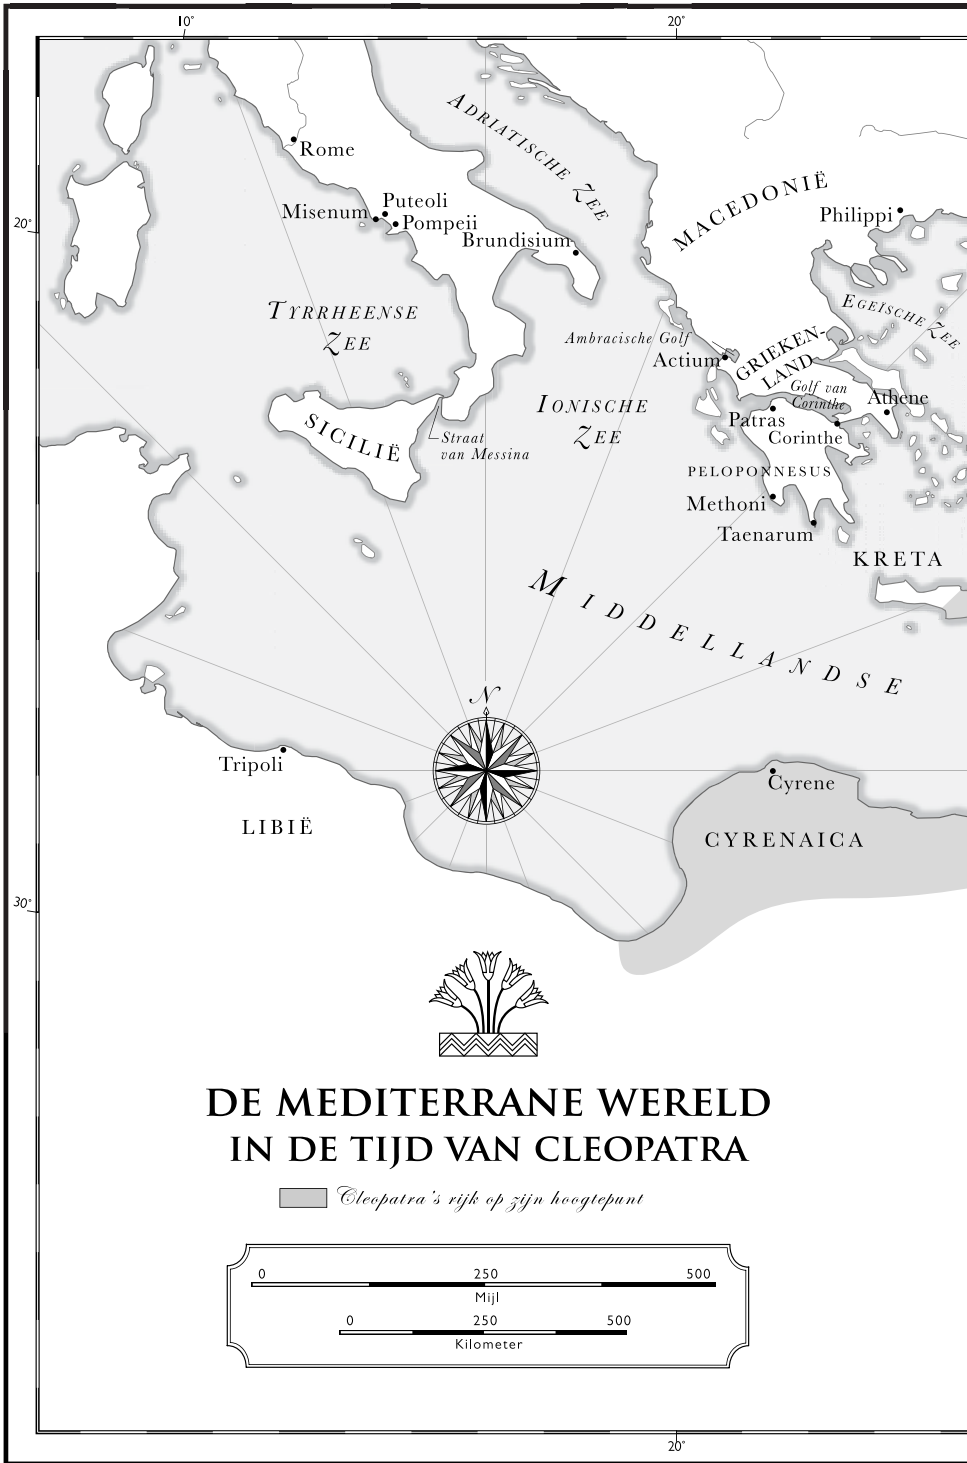 10°
20°
ADRIATISCHE ZEE
Rome
MACEDONIË
Puteoli
Misenum
Pompeii
Philippi
20°
Brundisium
TYRRHEENSE
ZEE
EGEÏSCHE ZEE
Ambracische Golf
Actium
GRIEKEN-
LAND
Golf van
Corinthe
Athene
IONISCHE
ZEE
SICILIË
Straat
van Messina
Patras
Corinthe
PELOPONNESUS
Methoni
Taenarum
KRETA
MIDDELLANDSE
N
Tripoli
Cyrene
LIBIË
CYRENAICA
30°
DE MEDITERRANE WERELD
IN DE TIJD VAN CLEOPATRA
Cleopatra's rijk op zijn hoogtepunt
0 250 500
Mijl
0 250 500
Kilometer
20°